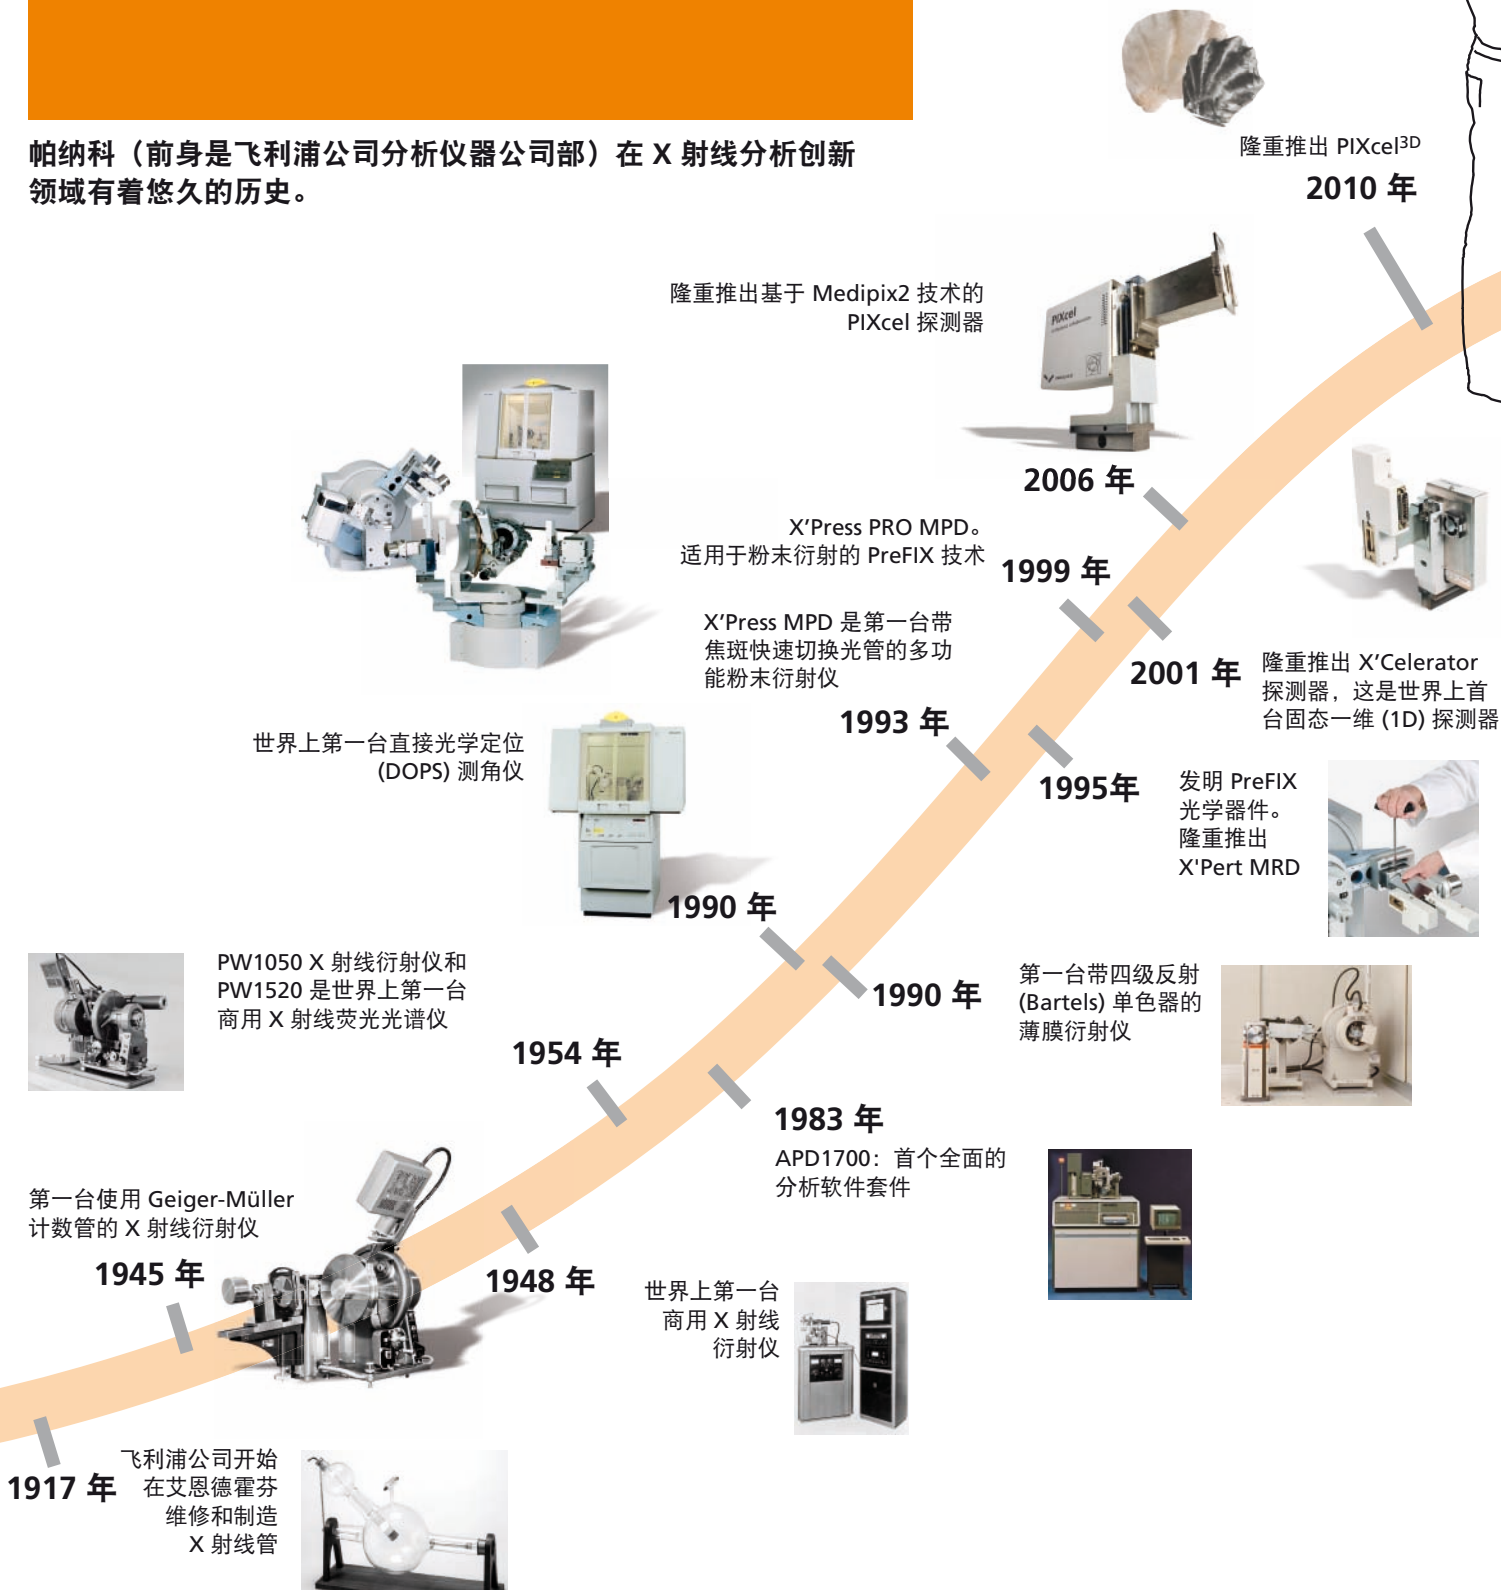 帕纳科（前身是飞利浦公司分析仪器公司部）在 X 射线分析创新
领域有着悠久的历史。
隆重推出 PIXcel3D
2010 年
隆重推出基于 Medipix2 技术的
PIXcel 探测器
PIXcel
2006 年
X’Press PRO MPD。
适用于粉末衍射的 PreFIX 技术
1999 年
X’Press MPD 是第一台带
焦斑快速切换光管的多功
能粉末衍射仪
1993 年
2001 年
隆重推出 X’Celerator
探测器，这是世界上首
台固态一维 (1D) 探测器
世界上第一台直接光学定位
(DOPS) 测角仪
1990 年
1995年
发明 PreFIX
光学器件。
隆重推出
X'Pert MRD
PW1050 X 射线衍射仪和
PW1520 是世界上第一台
商用 X 射线荧光光谱仪
1954 年
1990 年
第一台带四级反射
(Bartels) 单色器的
薄膜衍射仪
1983 年
APD1700：首个全面的
分析软件套件
第一台使用 Geiger-Müller
计数管的 X 射线衍射仪
1945 年
1948 年
世界上第一台
商用 X 射线
衍射仪
1917 年
飞利浦公司开始
在艾恩德霍芬
维修和制造
X 射线管